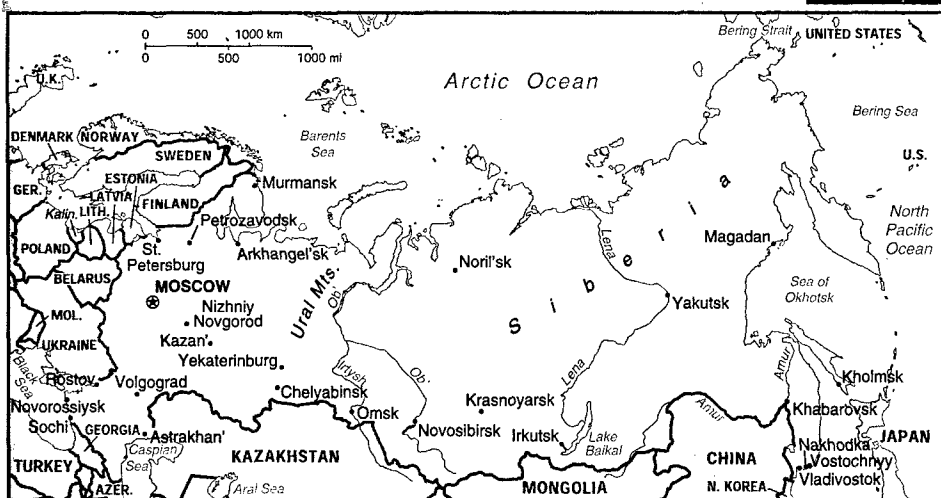 Bering Strait
UNITED STATES
0 500 1000 km
0 500 1000 mi
Arctic Ocean
U.K.
Bering Sea
Barents
Sea
DENMARK
NORWAY
SWEDEN
U.S.
ESTONIA
GER.
LATVIA
Murmansk
Kalin.
LITH.
FINLAND
Petrozavodsk
North
Pacific
Ocean
Siberia
Lena
Magadan
POLAND
St.
Petersburg
Arkhangel'sk
Noril'sk
BELARUS
MOSCOW
Ural Mts.
Ob'
Sea of
Okhotsk
Yakutsk
MOL.
Nizhniy
Novgorod
UKRAINE
Kazan'
Yekaterinburg
Black
Sea
Irtysh
Ob'
Lena
Amur
Rostov
Volgograd
Chelyabinsk
Kholmsk
Novorossiysk
Omsk
Krasnoyarsk
Amur
Khabarovsk
Sochi
GEORGIA
Astrakhan'
Novosibirsk
Irkutsk
Lake
Baikal
Nakhodka
JAPAN
Caspian
Sea
KAZAKHSTAN
CHINA
Vostochnyy
TURKEY
Vladivostok
AZER.
Aral Sea
MONGOLIA
N. KOREA